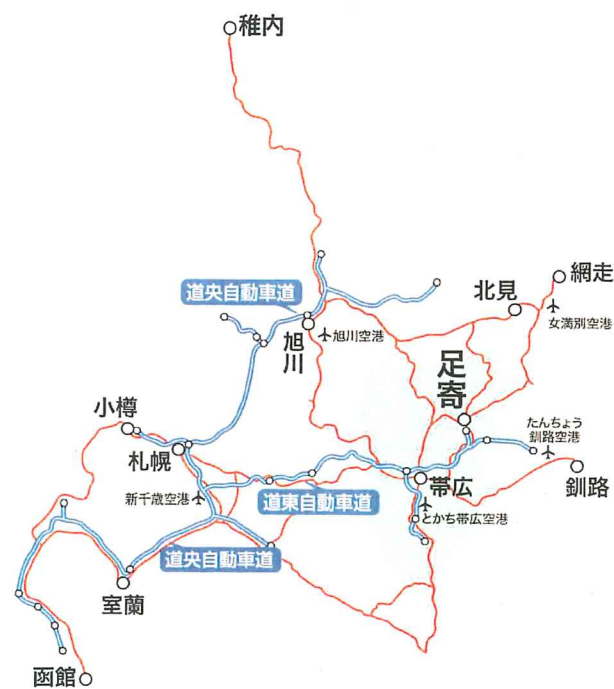 稚内
道央自動車道
網走
北見
女満別空港
旭川
旭川空港
足寄
小樽
たんちょう
釧路空港
札幌
帯広
釧路
新千歳空港
道東自動車道
とかち帯広空港
道央自動車道
室蘭
函館